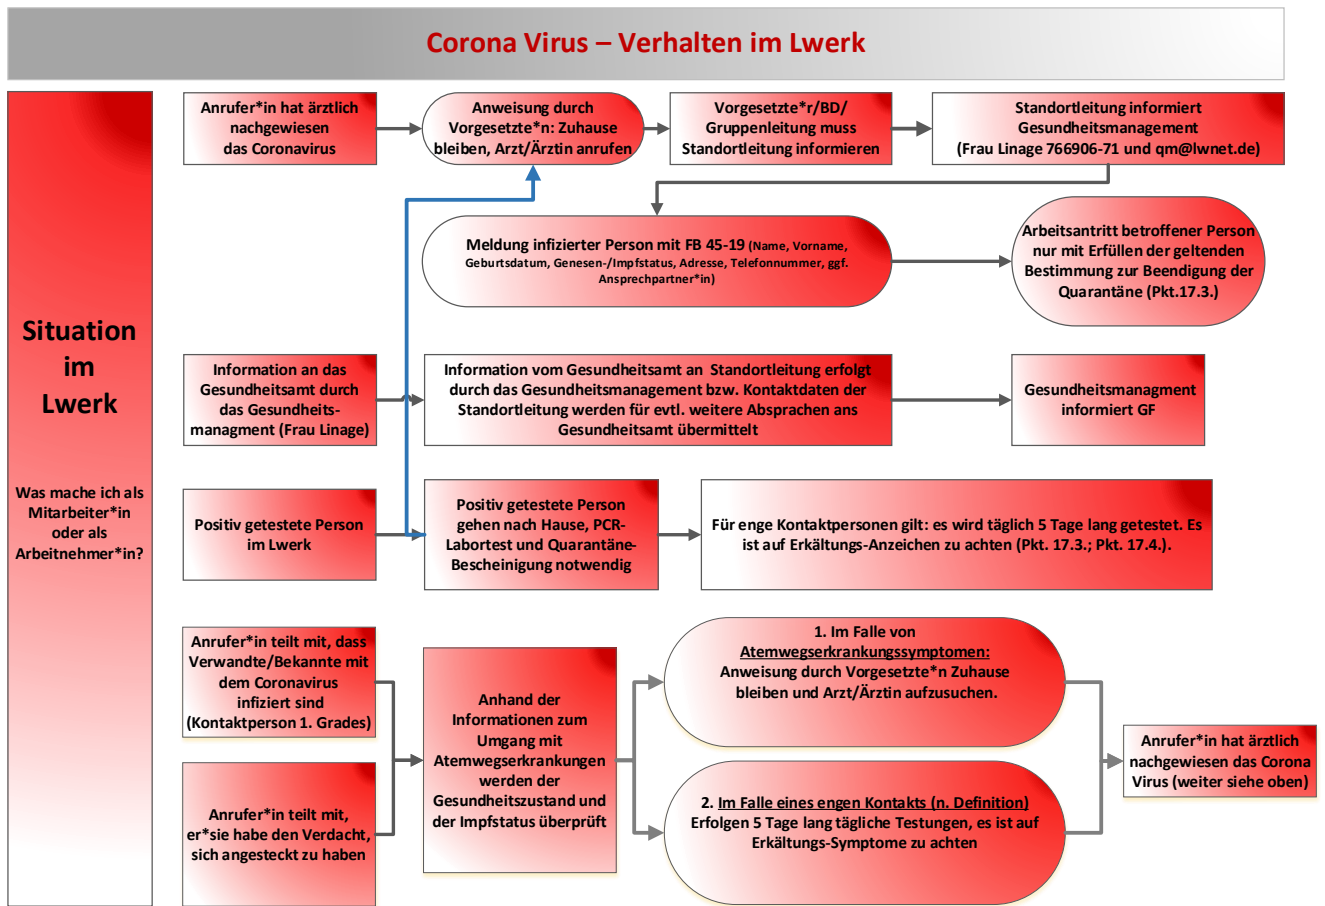 Corona Virus – Verhalten im Lwerk
Situation
im
Lwerk
Was mache ich als
Mitarbeiter*in
oder als
Arbeitnehmer*in?
Anrufer*in hat ärztlich
nachgewiesen
das Coronavirus
Anweisung durch
Vorgesetzte*n: Zuhause
bleiben, Arzt/Ärztin anrufen
Vorgesetzte*r/BD/
Gruppenleitung muss
Standortleitung informieren
Standortleitung informiert
Gesundheitsmanagement
(Frau Linage 766906-71 und qm@lwnet.de)
Meldung infizierter Person mit FB 45-19 (Name, Vorname,
Geburtsdatum, Genesen-/Impfstatus, Adresse, Telefonnummer, ggf.
Ansprechpartner*in)
Arbeitsantritt betroffener Person
nur mit Erfüllen der geltenden
Bestimmung zur Beendigung der
Quarantäne (Pkt.17.3.)
Information an das
Gesundheitsamt durch
das Gesundheits-
managment (Frau Linage)
Information vom Gesundheitsamt an Standortleitung erfolgt
durch das Gesundheitsmanagement bzw. Kontaktdaten der
Standortleitung werden für evtl. weitere Absprachen ans
Gesundheitsamt übermittelt
Gesundheitsmanagment
informiert GF
Positiv getestete Person
im Lwerk
Positiv getestete Person
gehen nach Hause, PCR-
Labortest und Quarantäne-
Bescheinigung notwendig
Für enge Kontaktpersonen gilt: es wird täglich 5 Tage lang getestet. Es
ist auf Erkältungs-Anzeichen zu achten (Pkt. 17.3.; Pkt. 17.4.).
Anrufer*in teilt mit, dass
Verwandte/Bekannte mit
dem Coronavirus
infiziert sind
(Kontaktperson 1. Grades)
Anrufer*in teilt mit,
er*sie habe den Verdacht,
sich angesteckt zu haben
Anhand der
Informationen zum
Umgang mit
Atemwegserkrankungen
werden der
Gesundheitszustand und
der Impfstatus überprüft
1. Im Falle von
Atemwegserkrankungssymptomen:
Anweisung durch Vorgesetzte*n Zuhause
bleiben und Arzt/Ärztin aufzusuchen.
2. Im Falle eines engen Kontakts (n. Definition)
Erfolgen 5 Tage lang tägliche Testungen, es ist auf
Erkältungs-Symptome zu achten
Anrufer*in hat ärztlich
nachgewiesen das Corona
Virus (weiter siehe oben)